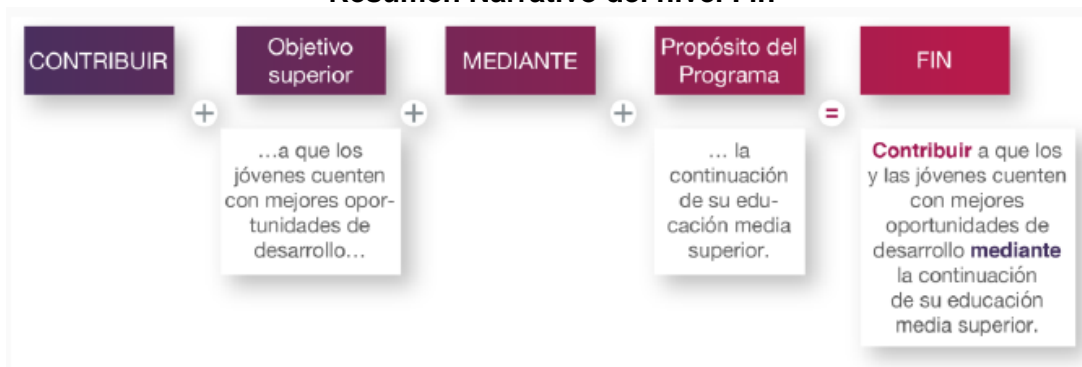 Resumen Narrativo del nivel Fin
CONTRIBUIR
Objetivo
superior
MEDIANTE
Propósito del
Programa
FIN
+
+
+
=
…a que los
jóvenes cuenten
con mejores opor-
tunidades de
desarrollo…
… la
continuación
de su edu-
cación media
superior.
Contribuir a que los
y las jóvenes cuenten
con mejores
oportunidades de
desarrollo mediante
la continuación
de su educación
media superior.